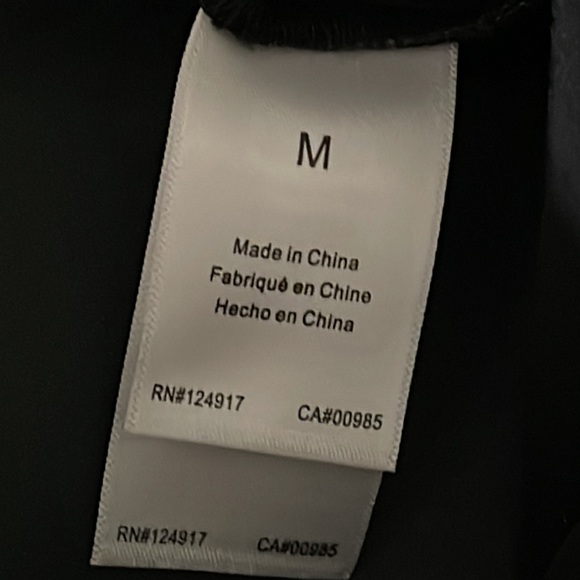 M
Made in China
Fabriqué en Chine
Hecho en China
RN#124917 CA#00985
RN#124917 CA#00985